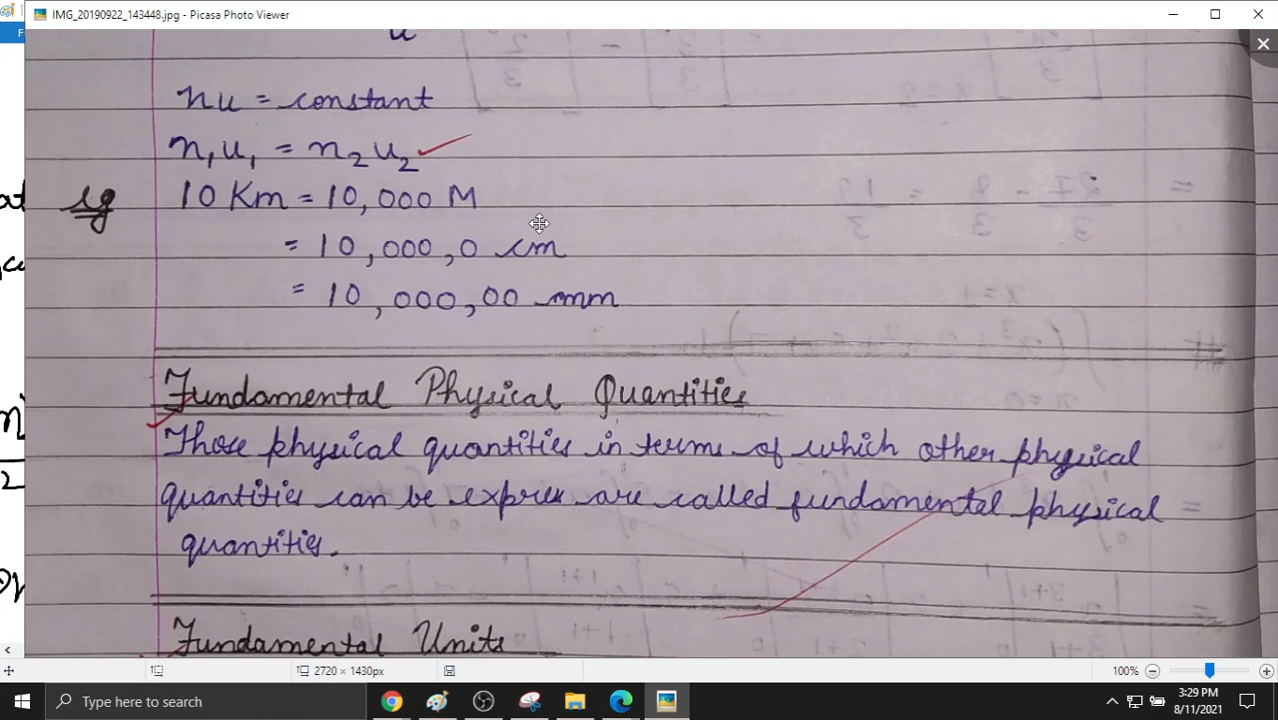 IMG_20190922_143448.jpg - Picasa Photo Viewer
u
nu = constant
n₁u₁ = n₂u₂
eg 10 Km = 10,000 M
= 10,000,0 cm
= 10,000,00 mm
Fundamental Physical Quantities
Those physical quantities in terms of which other physical
quantities can be expres are called fundamental physical
quantities.
Fundamental Units
2720 × 1430px
100%
Type here to search
3:29 PM
8/11/2021